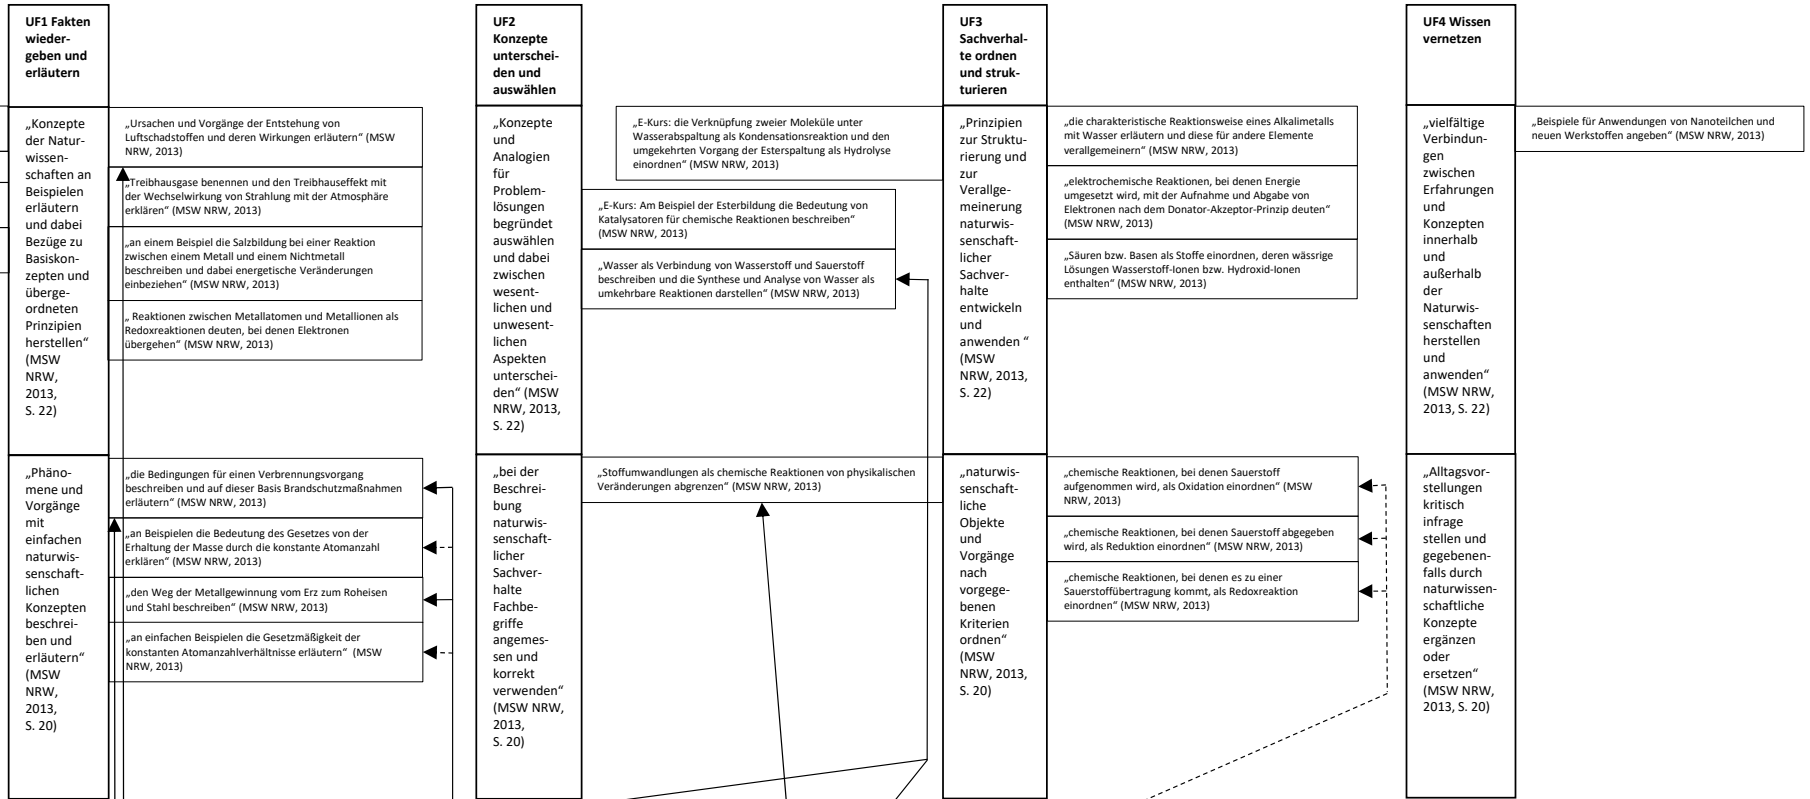 UF1 Fakten
wieder-
geben und
erläutern
„Konzepte
der Natur-
wissen-
schaften an
Beispielen
erläutern
und dabei
Bezüge zu
Basiskon-
zepten und
überge-
ordneten
Prinzipien
herstellen“
(MSW
NRW,
2013,
S. 22)
„Ursachen und Vorgänge der Entstehung von
Luftschadstoffen und deren Wirkungen erläutern“ (MSW
NRW, 2013)
„Treibhausgase benennen und den Treibhauseffekt mit
der Wechselwirkung von Strahlung mit der Atmosphäre
erklären“ (MSW NRW, 2013)
„an einem Beispiel die Salzbildung bei einer Reaktion
zwischen einem Metall und einem Nichtmetall
beschreiben und dabei energetische Veränderungen
einbeziehen“ (MSW NRW, 2013)
„ Reaktionen zwischen Metallatomen und Metallionen als
Redoxreaktionen deuten, bei denen Elektronen
übergehen“ (MSW NRW, 2013)
„Phäno-
mene und
Vorgänge
mit
einfachen
naturwis-
senschaft-
lichen
Konzepten
beschrei-
ben und
erläutern“
(MSW
NRW,
2013,
S. 20)
„die Bedingungen für einen Verbrennungsvorgang
beschreiben und auf dieser Basis Brandschutzmaßnahmen
erläutern“ (MSW NRW, 2013)
„an Beispielen die Bedeutung des Gesetzes von der
Erhaltung der Masse durch die konstante Atomanzahl
erklären“ (MSW NRW, 2013)
„den Weg der Metallgewinnung vom Erz zum Roheisen
und Stahl beschreiben“ (MSW NRW, 2013)
„an einfachen Beispielen die Gesetzmäßigkeit der
konstanten Atomanzahlverhältnisse erläutern“ (MSW
NRW, 2013)
UF2
Konzepte
unterschei-
den und
auswählen
„Konzepte
und
Analogien
für
Problem-
lösungen
begründet
auswählen
und dabei
zwischen
wesent-
lichen und
unwesent-
lichen
Aspekten
unterschei-
den“ (MSW
NRW, 2013,
S. 22)
„E-Kurs: die Verknüpfung zweier Moleküle unter
Wasserabspaltung als Kondensationsreaktion und den
umgekehrten Vorgang der Esterspaltung als Hydrolyse
einordnen“ (MSW NRW, 2013)
„E-Kurs: Am Beispiel der Esterbildung die Bedeutung von
Katalysatoren für chemische Reaktionen beschreiben“
(MSW NRW, 2013)
„Wasser als Verbindung von Wasserstoff und Sauerstoff
beschreiben und die Synthese und Analyse von Wasser als
umkehrbare Reaktionen darstellen“ (MSW NRW, 2013)
„bei der
Beschrei-
bung
naturwis-
senschaft-
licher
Sachver-
halte
Fachbe-
griffe
angemes-
sen und
korrekt
verwenden“
(MSW NRW,
2013,
S. 20)
„Stoffumwandlungen als chemische Reaktionen von physikalischen
Veränderungen abgrenzen“ (MSW NRW, 2013)
UF3
Sachverhal-
te ordnen
und struk-
turieren
„Prinzipien
zur Struktu-
rierung und
zur
Verallge-
meinerung
naturwis-
senschaft-
licher
Sachver-
halte
entwickeln
und
anwenden “
(MSW
NRW, 2013,
S. 22)
„die charakteristische Reaktionsweise eines Alkalimetalls
mit Wasser erläutern und diese für andere Elemente
verallgemeinern“ (MSW NRW, 2013)
„elektrochemische Reaktionen, bei denen Energie
umgesetzt wird, mit der Aufnahme und Abgabe von
Elektronen nach dem Donator-Akzeptor-Prinzip deuten“
(MSW NRW, 2013)
„Säuren bzw. Basen als Stoffe einordnen, deren wässrige
Lösungen Wasserstoff-Ionen bzw. Hydroxid-Ionen
enthalten“ (MSW NRW, 2013)
„naturwis-
senschaft-
liche
Objekte
und
Vorgänge
nach
vorgege-
benen
Kriterien
ordnen“
(MSW
NRW, 2013,
S. 20)
„chemische Reaktionen, bei denen Sauerstoff
aufgenommen wird, als Oxidation einordnen“ (MSW
NRW, 2013)
„chemische Reaktionen, bei denen Sauerstoff abgegeben
wird, als Reduktion einordnen“ (MSW NRW, 2013)
„chemische Reaktionen, bei denen es zu einer
Sauerstoffübertragung kommt, als Redoxreaktion
einordnen“ (MSW NRW, 2013)
UF4 Wissen
vernetzen
„vielfältige
Verbindun-
gen
zwischen
Erfahrungen
und
Konzepten
innerhalb
und
außerhalb
der
Naturwis-
senschaften
herstellen
und
anwenden“
(MSW NRW,
2013, S. 22)
„Beispiele für Anwendungen von Nanoteilchen und
neuen Werkstoffen angeben“ (MSW NRW, 2013)
„Alltagsvor-
stellungen
kritisch
infrage
stellen und
gegebenen-
falls durch
naturwissen-
schaftliche
Konzepte
ergänzen
oder
ersetzen“
(MSW NRW,
2013, S. 20)